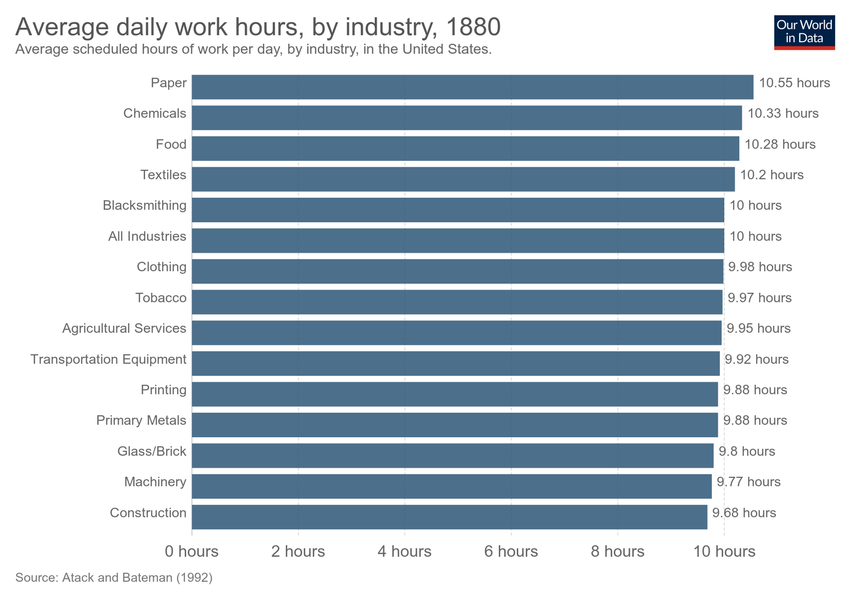 Average daily work hours, by industry, 1880
Average scheduled hours of work per day, by industry, in the United States.
Our World
in Data
Paper 10.55 hours
Chemicals 10.33 hours
Food 10.28 hours
Textiles 10.2 hours
Blacksmithing 10 hours
All Industries 10 hours
Clothing 9.98 hours
Tobacco 9.97 hours
Agricultural Services 9.95 hours
Transportation Equipment 9.92 hours
Printing 9.88 hours
Primary Metals 9.88 hours
Glass/Brick 9.8 hours
Machinery 9.77 hours
Construction 9.68 hours
0 hours 2 hours 4 hours 6 hours 8 hours 10 hours
Source: Atack and Bateman (1992)